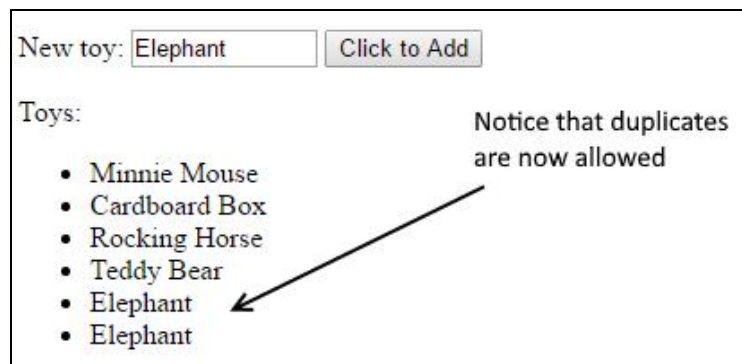 New toy: Elephant Click to Add
Toys:
Notice that duplicates
are now allowed
• Minnie Mouse
• Cardboard Box
• Rocking Horse
• Teddy Bear
• Elephant
• Elephant